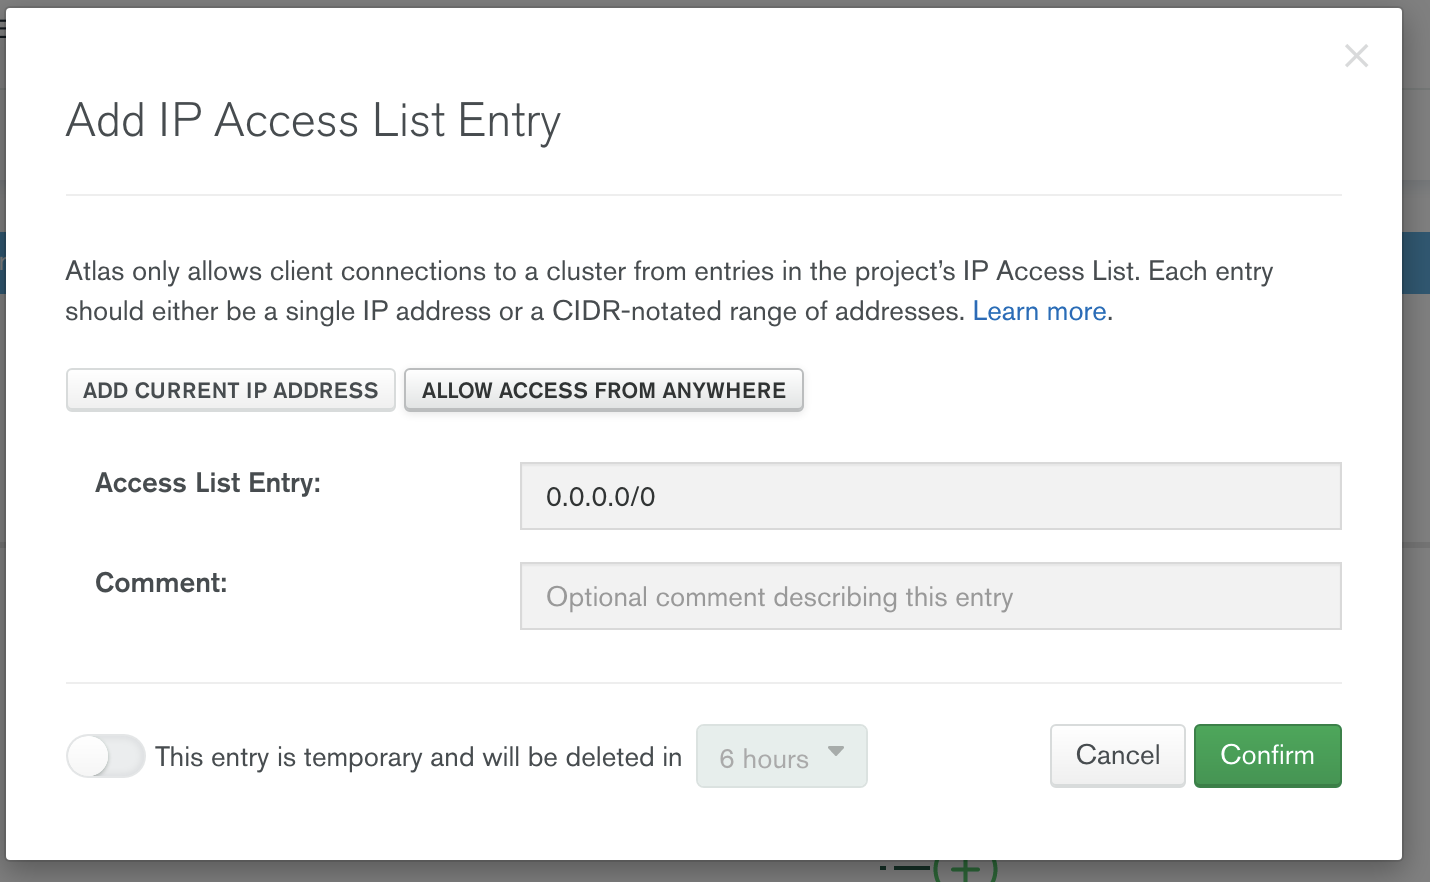 Add IP Access List Entry
Atlas only allows client connections to a cluster from entries in the project’s IP Access List. Each entry
should either be a single IP address or a CIDR-notated range of addresses. Learn more.
ADD CURRENT IP ADDRESS ALLOW ACCESS FROM ANYWHERE
Access List Entry: 0.0.0.0/0
Comment: Optional comment describing this entry
This entry is temporary and will be deleted in 6 hours Cancel Confirm